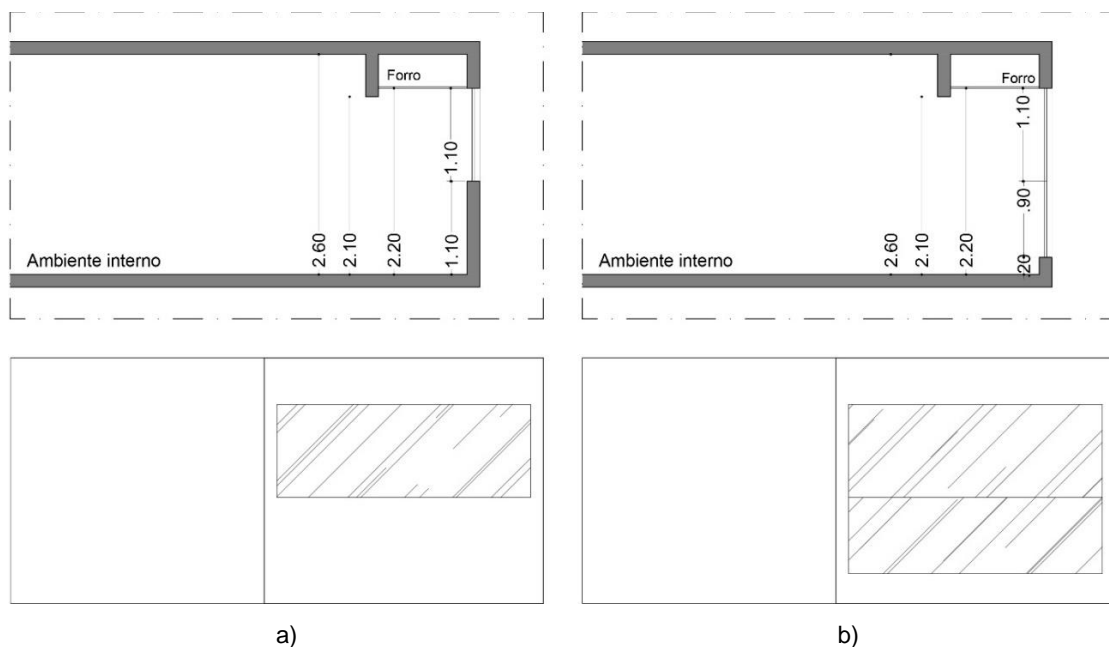 Forro
1.10
Ambiente interno
2.60
2.10
2.20
1.10
Forro
1.10
.90
Ambiente interno
2.60
2.10
2.20
.20
a)
b)